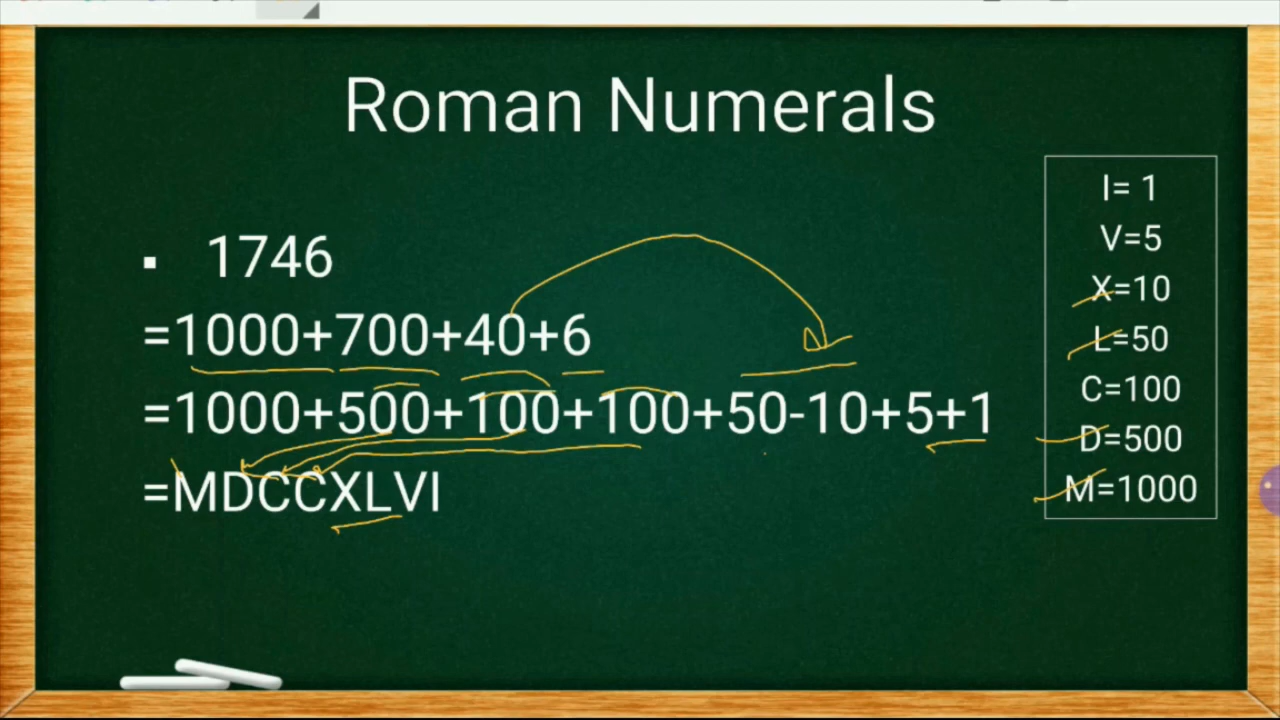 Roman Numerals
▪ 1746
=1000+700+40+6
=1000+500+100+100+50-10+5+1
=MDCCXLVI
I= 1
V=5
X=10
L=50
C=100
D=500
M=1000